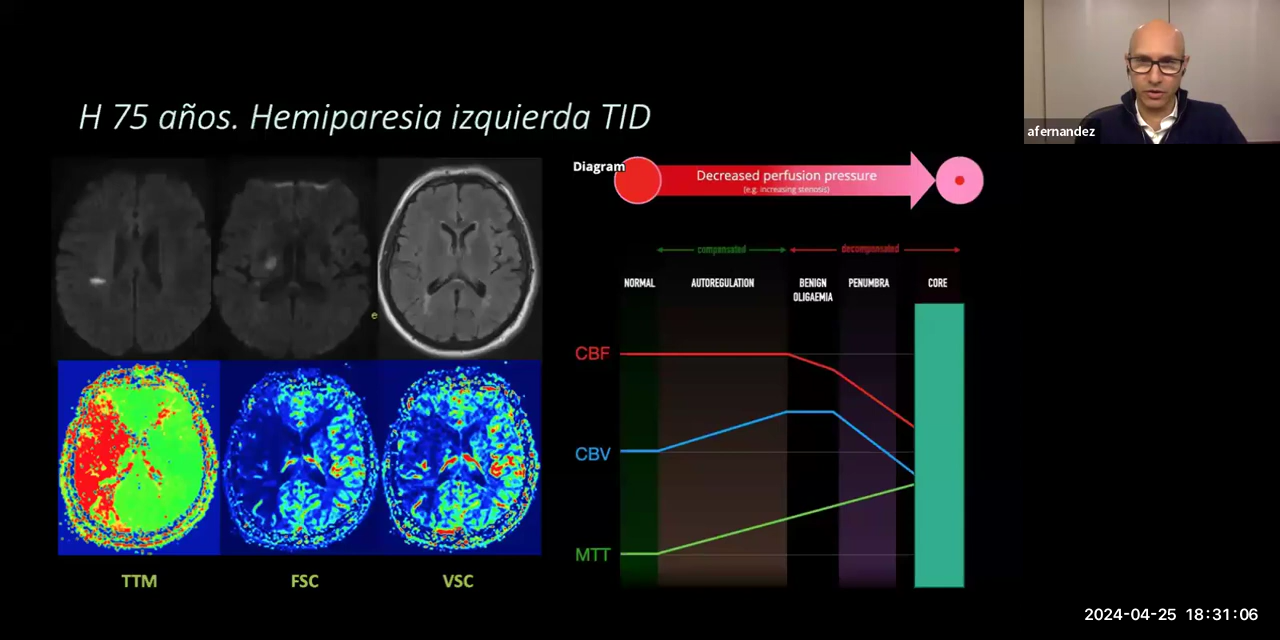 afernandez
H 75 años. Hemiparesia izquierda TID
Diagram
Decreased perfusion pressure
(e.g. increasing stenosis)
compensated
decompensated
NORMAL
AUTOREGULATION
BENIGN
OLIGAEMIA
PENUMBRA
CORE
e
CBF
CBV
MTT
TTM
FSC
VSC
2024-04-25 18:31:06